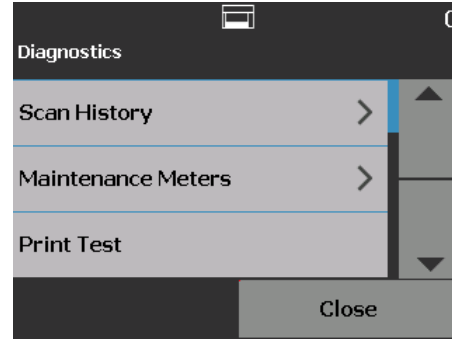 Diagnostics
Scan History
Maintenance Meters
Print Test
Close